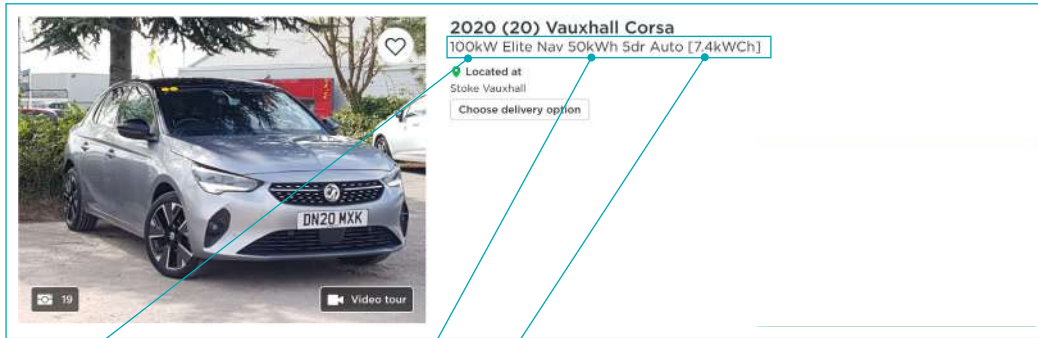 2020 (20) Vauxhall Corsa
100kW Elite Nav 50kWh 5dr Auto [7.4kWCh]
Located at
Stoke Vauxhall
Choose delivery option
DN20 MXK
19
Video tour